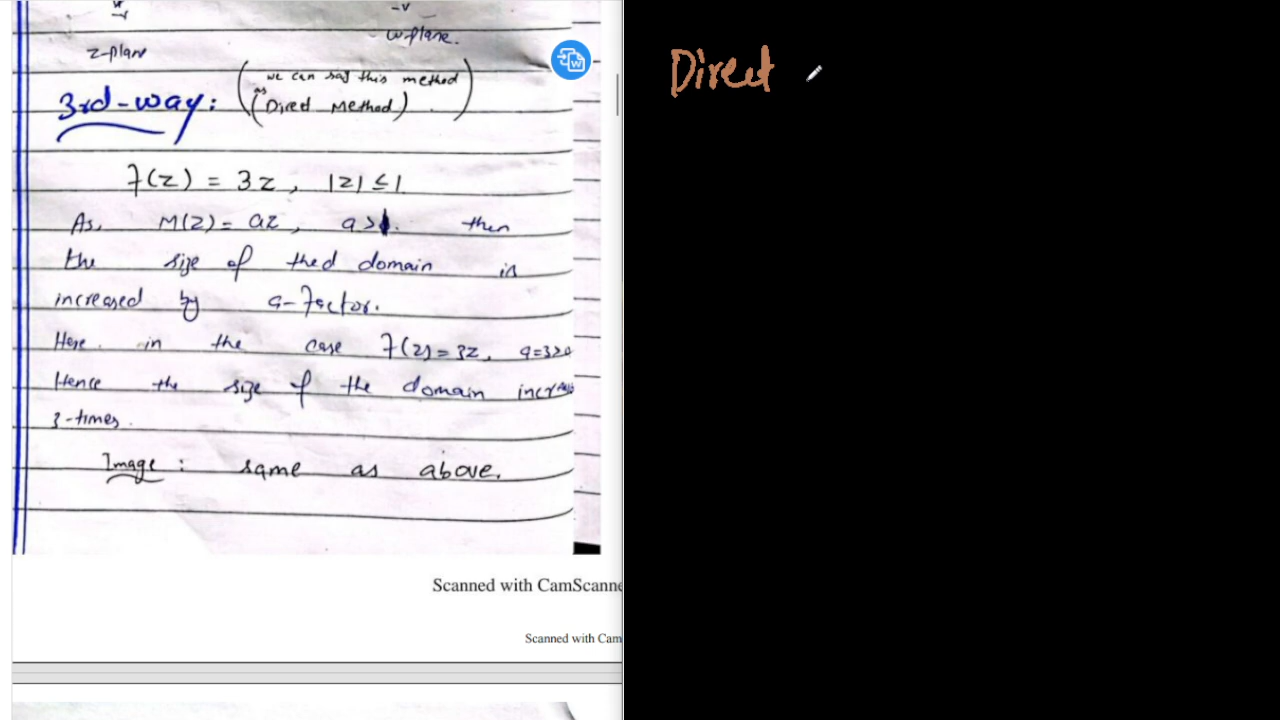 -v
w-plane.
z-plane
3rd-way: (we can say this method
as (Direct Method).)
f(z) = 3z, |z| ≤ 1
As, M(z) = az, a>1. then
the size of thed domain is
increased by a-factor.
Here in the case f(z) = 3z, a=3>0
Hence the size of the domain increases
3-times.
Image: same as above.
Scanned with CamScanne
Scanned with Cam
Direct